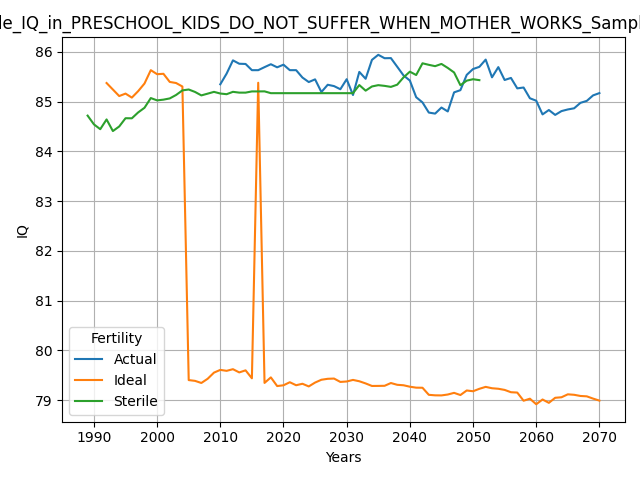 le_IQ_in_PRESCHOOL_KIDS_DO_NOT_SUFFER_WHEN_MOTHER_WORKS_Sampl
86
85
84
83
82
81
80
79
IQ
Fertility
Actual
Ideal
Sterile
1990 2000 2010 2020 2030 2040 2050 2060 2070
Years